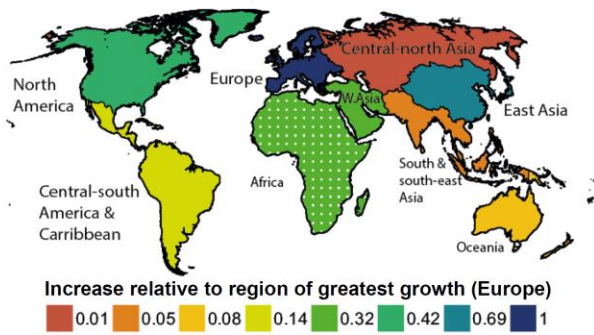 Central-north Asia
North
America
Europe
W.Asia
East Asia
Africa
South &
south-east
Asia
Central-south
America &
Carribbean
Oceania
Increase relative to region of greatest growth (Europe)
0.01 0.05 0.08 0.14 0.32 0.42 0.69 1